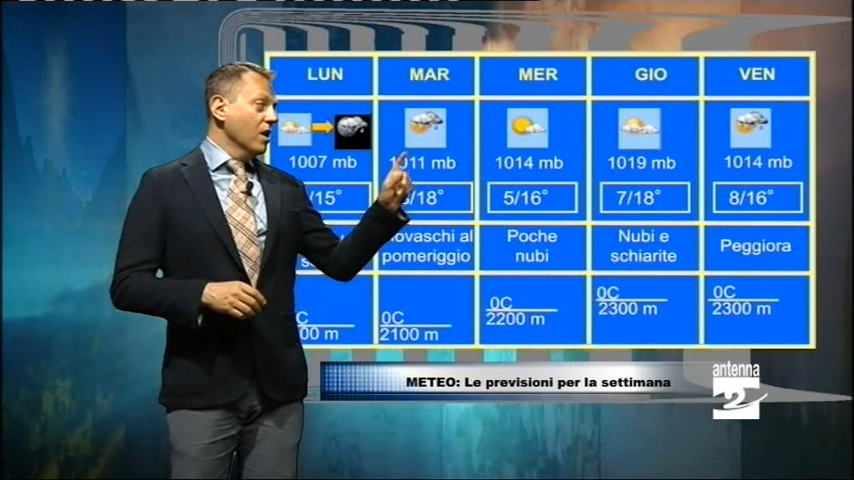 LUN MAR MER GIO VEN
1007 mb 1011 mb 1014 mb 1019 mb 1014 mb
/15° /18° 5/16° 7/18° 8/16°
pomeriggio al Poche nubi Nubi e schiarite Peggiora
0C 0C 0C 0C
2100 m 2200 m 2300 m 2300 m
METEO: Le previsioni per la settimana
antenna
2